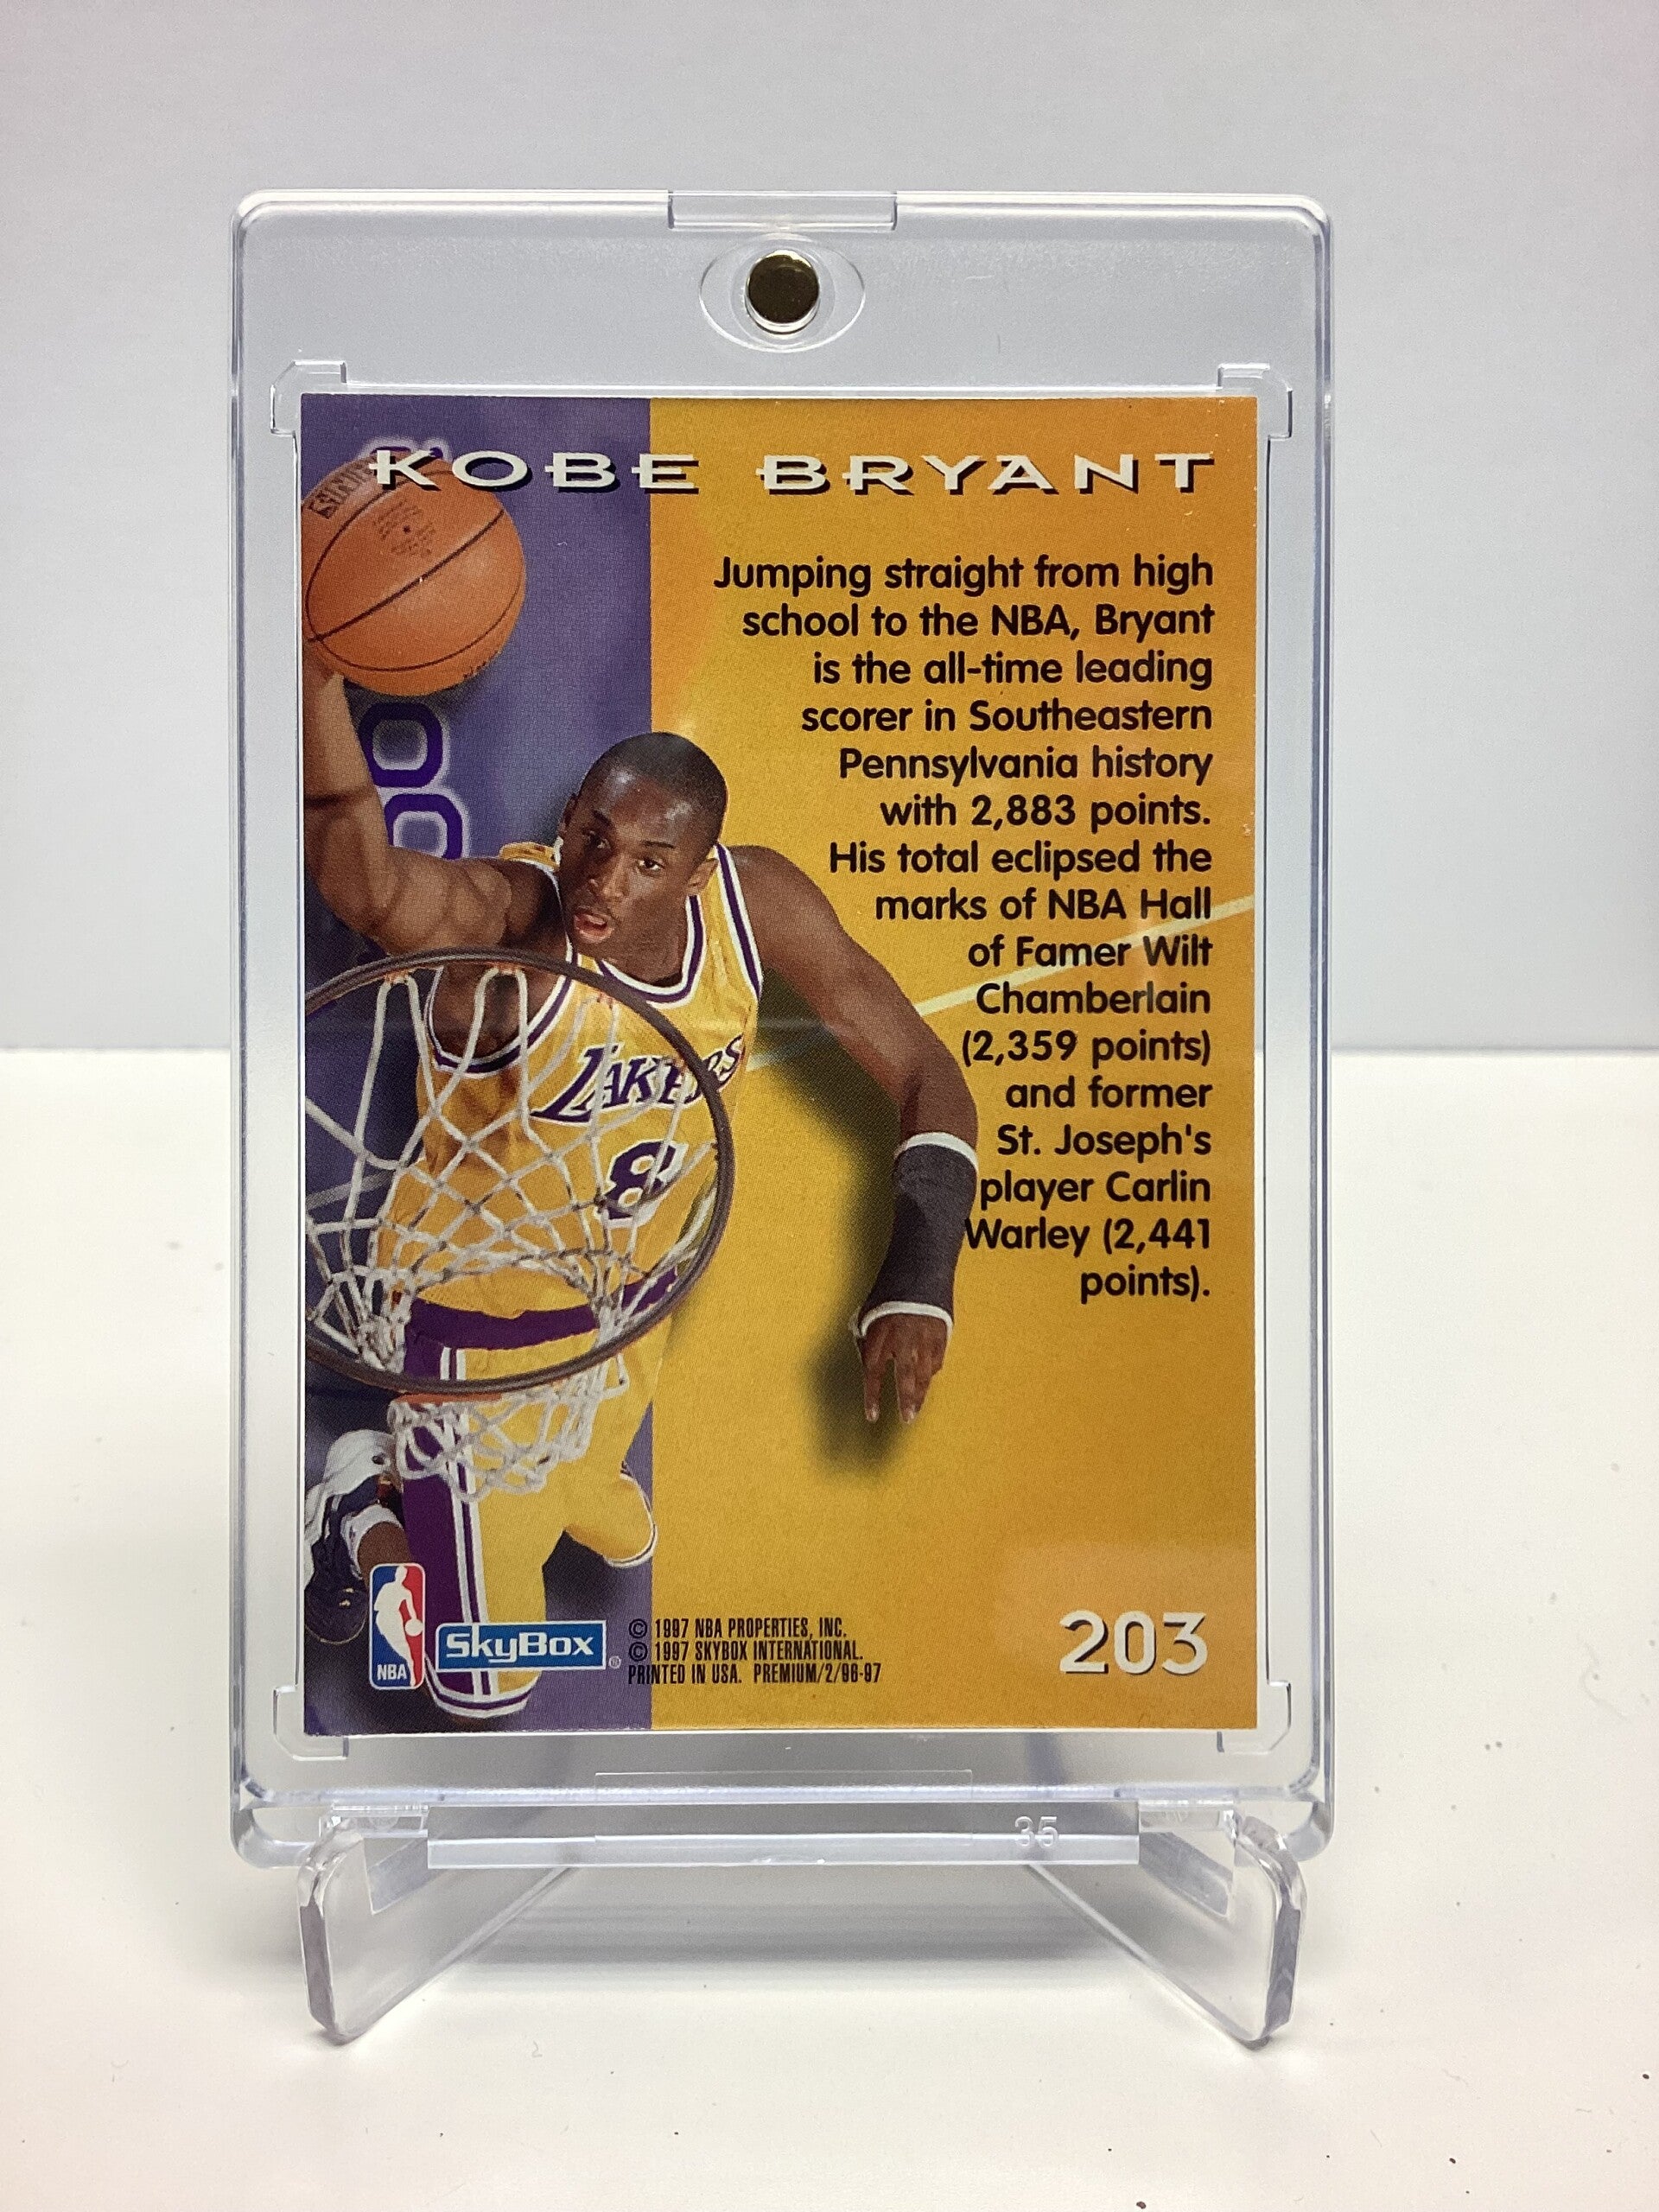 KOBE BRYANT
Jumping straight from high
school to the NBA, Bryant
is the all-time leading
scorer in Southeastern
Pennsylvania history
with 2,883 points.
His total eclipsed the
marks of NBA Hall
of Famer Wilt
Chamberlain
(2,359 points)
and former
St. Joseph's
player Carlin
Warley (2,441
points).
LAKERS
8
NBA
SkyBox ®
© 1997 NBA PROPERTIES, INC.
© 1997 SKYBOX INTERNATIONAL.
PRINTED IN USA. PREMIUM/2/96-97
203
35